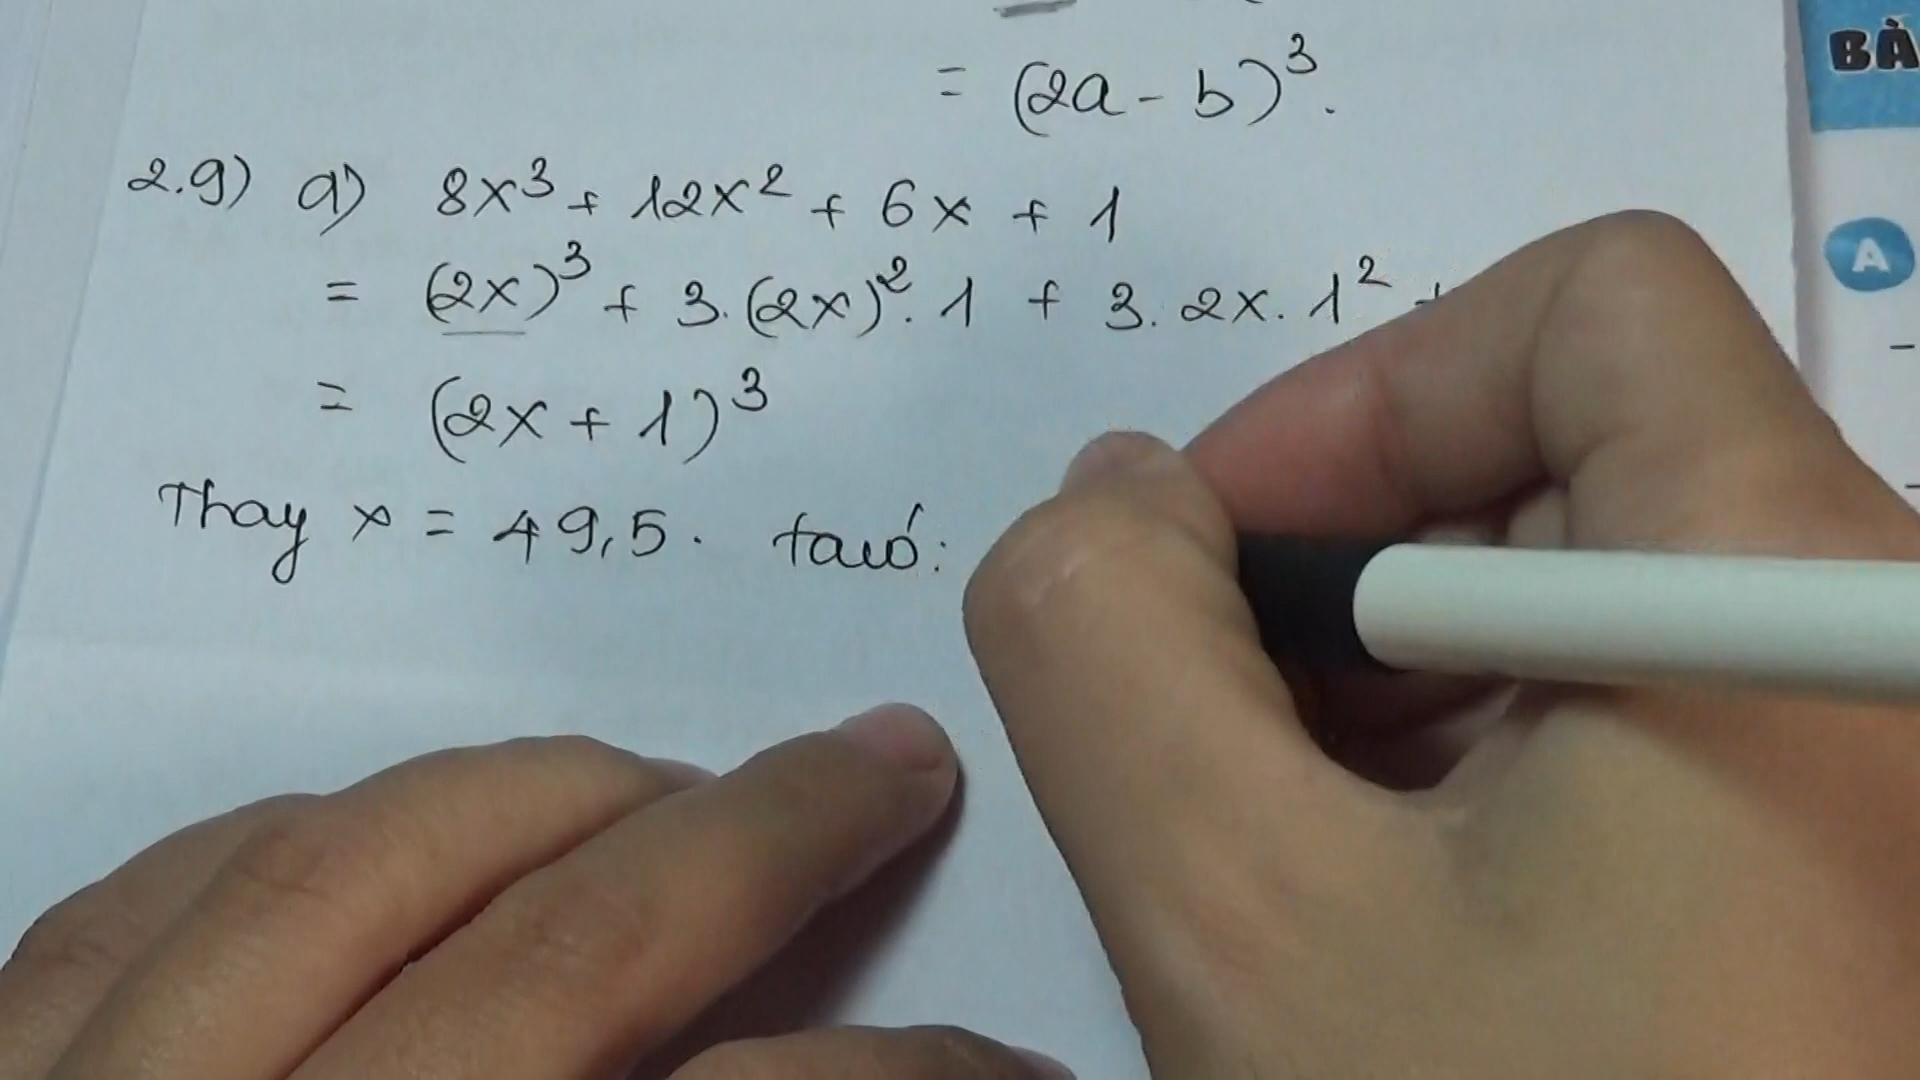 = (2a - b)³.
2.9) a) 8x³ + 12x² + 6x + 1
= (2x)³ + 3.(2x)².1 + 3.2x.1² +
= (2x + 1)³
Thay x = 49,5. ta có:
BÀ
A